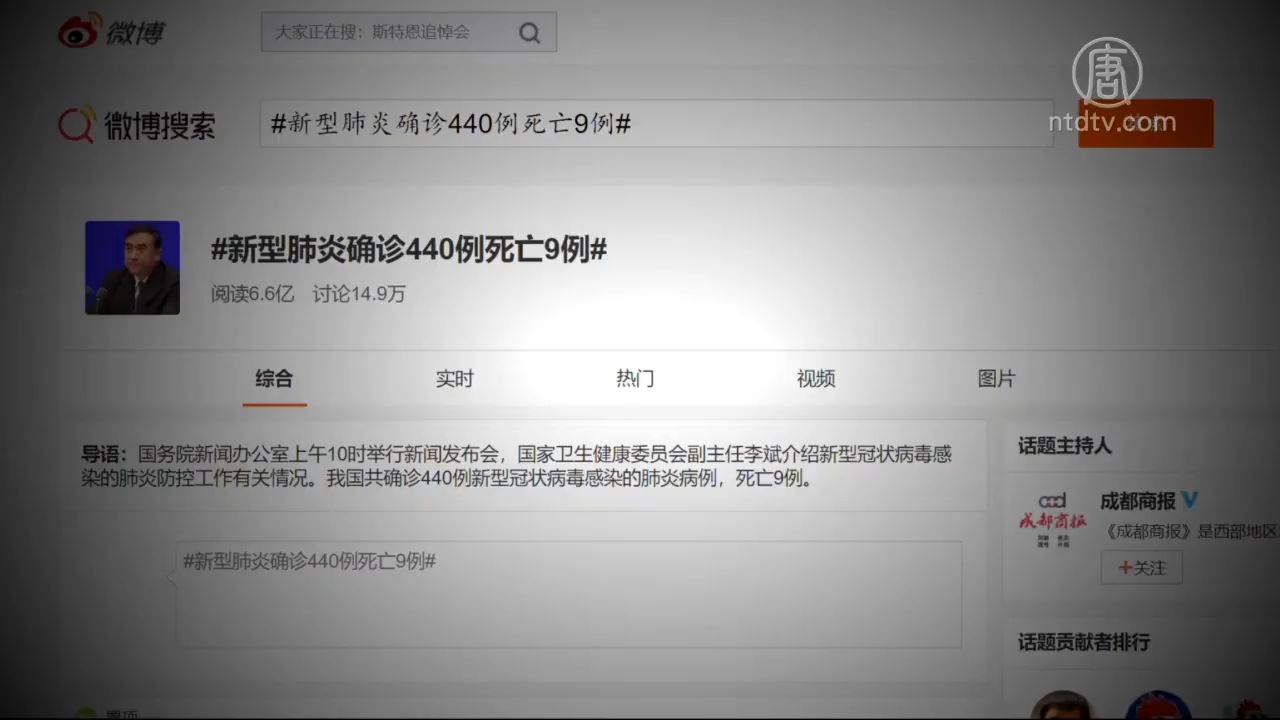 微博
大家正在搜：斯特恩追悼会
唐
ntdtv.com
微博搜索
#新型肺炎确诊440例死亡9例#
#新型肺炎确诊440例死亡9例#
阅读6.6亿 讨论14.9万
综合 实时 热门 视频 图片
导语：国务院新闻办公室上午10时举行新闻发布会，国家卫生健康委员会副主任李斌介绍新型冠状病毒感
染的肺炎防控工作有关情况。我国共确诊440例新型冠状病毒感染的肺炎病例，死亡9例。
#新型肺炎确诊440例死亡9例#
话题主持人
成都商报
成都商报 V
《成都商报》是西部地区
+关注
话题贡献者排行